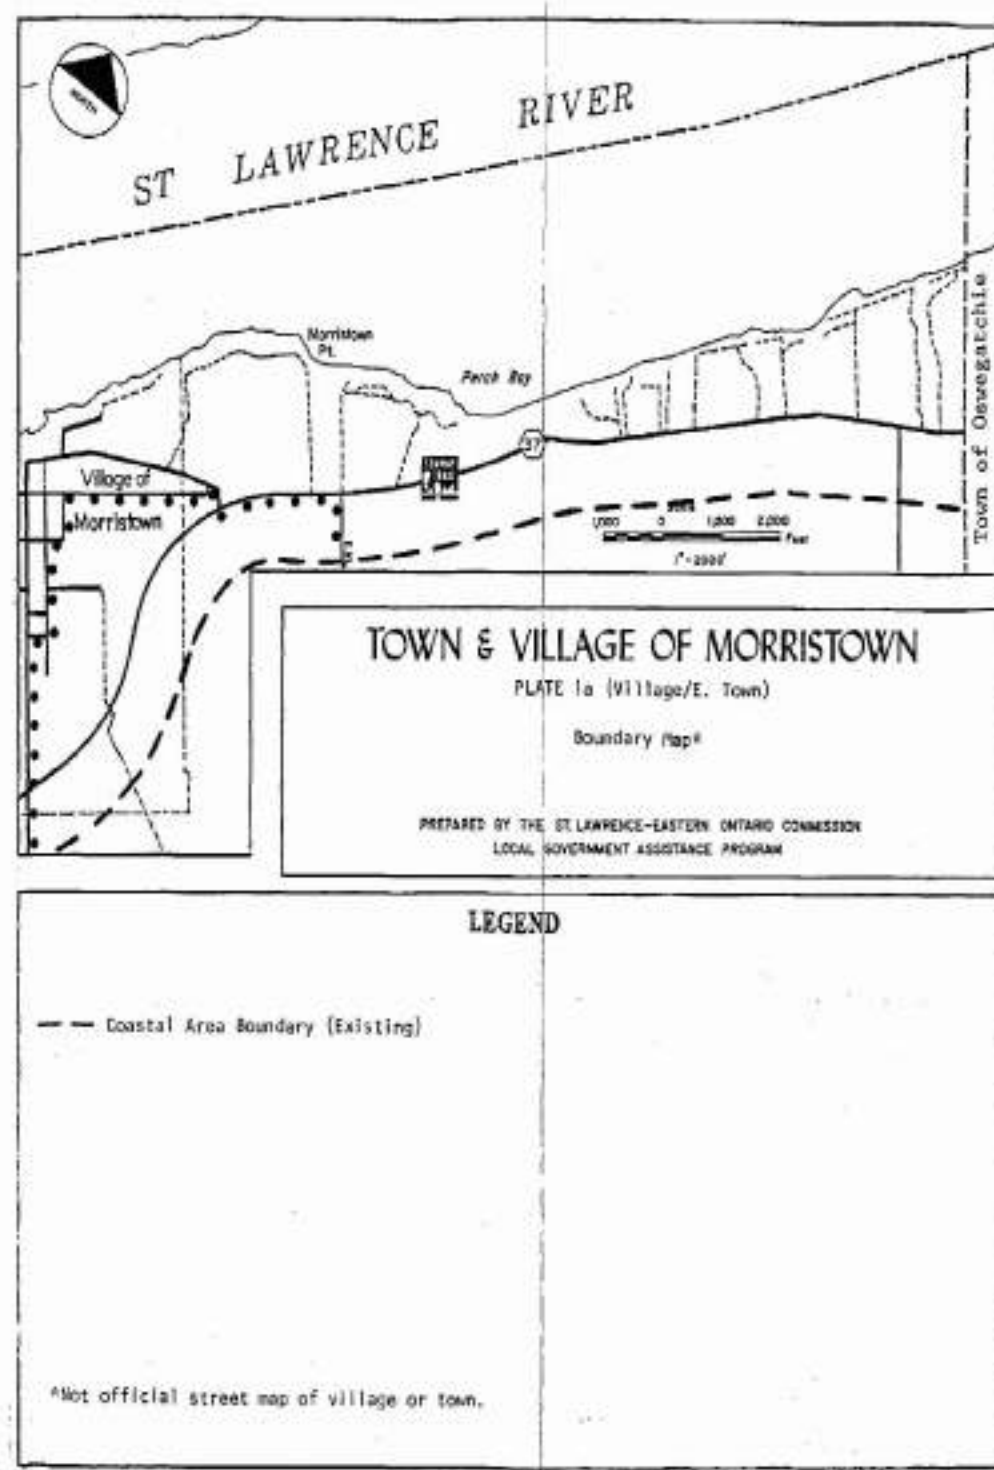 NORTH
ST LAWRENCE RIVER
Morristown
Pt.
Perch Bay
Town of Oswegatchie
37
Village of
Morristown
1,000 0 1,000 2,000
Feet
TOWN & VILLAGE OF MORRISTOWN
PLATE 1a (Village/E. Town)
Boundary Map*
PREPARED BY THE ST. LAWRENCE-EASTERN ONTARIO COMMISSION
LOCAL GOVERNMENT ASSISTANCE PROGRAM
LEGEND
Coastal Area Boundary (Existing)
*Not official street map of village or town.